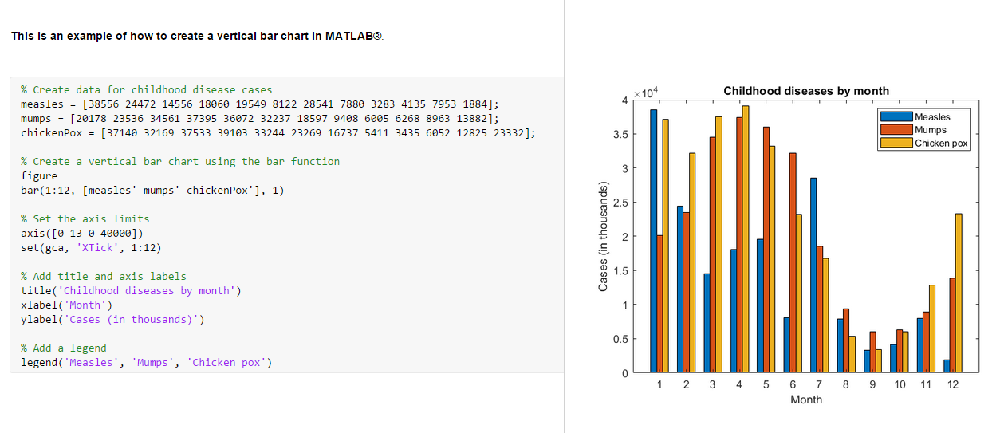 This is an example of how to create a vertical bar chart in MATLAB®.
% Create data for childhood disease cases
measles = [38556 24472 14556 18060 19549 8122 28541 7880 3283 4135 7953 1884];
mumps = [20178 23536 34561 37395 36072 32237 18597 9408 6005 6268 8963 13882];
chickenPox = [37140 32169 37533 39103 33244 23269 16737 5411 3435 6052 12825 23332];
% Create a vertical bar chart using the bar function
figure
bar(1:12, [measles' mumps' chickenPox'], 1)
% Set the axis limits
axis([0 13 0 40000])
set(gca, 'XTick', 1:12)
% Add title and axis labels
title('Childhood diseases by month')
xlabel('Month')
ylabel('Cases (in thousands)')
% Add a legend
legend('Measles', 'Mumps', 'Chicken pox')
Childhood diseases by month
×10⁴
4
3.5
3
2.5
2
1.5
1
0.5
0
Cases (in thousands)
Measles
Mumps
Chicken pox
1 2 3 4 5 6 7 8 9 10 11 12
Month